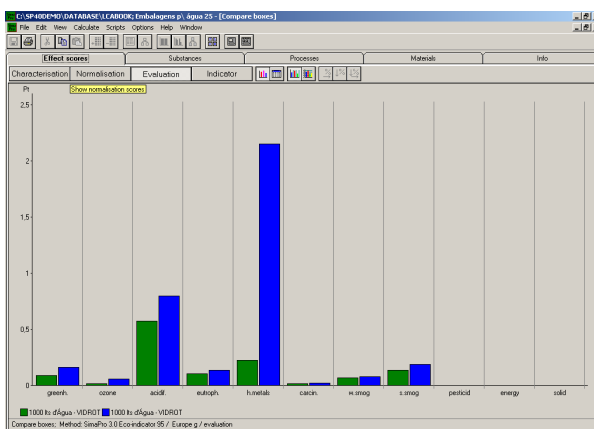 C:\SP40DEMO\DATABASE\LCABOOK; Embalagens p\ água 25 - [Compare boxes]
File Edit View Calculate Scripts Options Help Window
Effect scores Substances Processes Materials Info
Characterisation Normalisation Evaluation Indicator
Pt Show normalisation scores
2,5
2
1,5
1
0,5
0
greenh. ozone acidif. eutroph. h.metals carcin. w.smog s.smog pesticid energy solid
1000 lts d'Água - VIDROT 1000 lts d'Água - VIDROT
Compare boxes; Method: SimaPro 3.0 Eco-indicator 95 / Europe g / evaluation